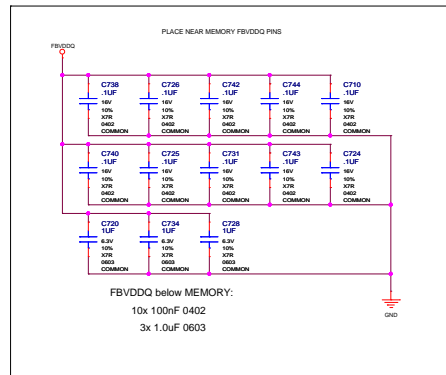 PLACE NEAR MEMORY FBVDDQ PINS
FBVDDQ
C738 C726 C742 C744 C710
.1UF .1UF .1UF .1UF .1UF
16V 16V 16V 16V 16V
10% 10% 10% 10% 10%
X7R X7R X7R X7R X7R
0402 0402 0402 0402 0402
COMMON COMMON COMMON COMMON COMMON
C740 C725 C731 C743 C724
.1UF .1UF .1UF .1UF .1UF
16V 16V 16V 16V 16V
10% 10% 10% 10% 10%
X7R X7R X7R X7R X7R
0402 0402 0402 0402 0402
COMMON COMMON COMMON COMMON COMMON
C720 C734 C728
1UF 1UF 1UF
6.3V 6.3V 6.3V
10% 10% 10%
X7R X7R X7R
0603 0603 0603
COMMON COMMON COMMON
FBVDDQ below MEMORY:
10x 100nF 0402
3x 1.0uF 0603
GND